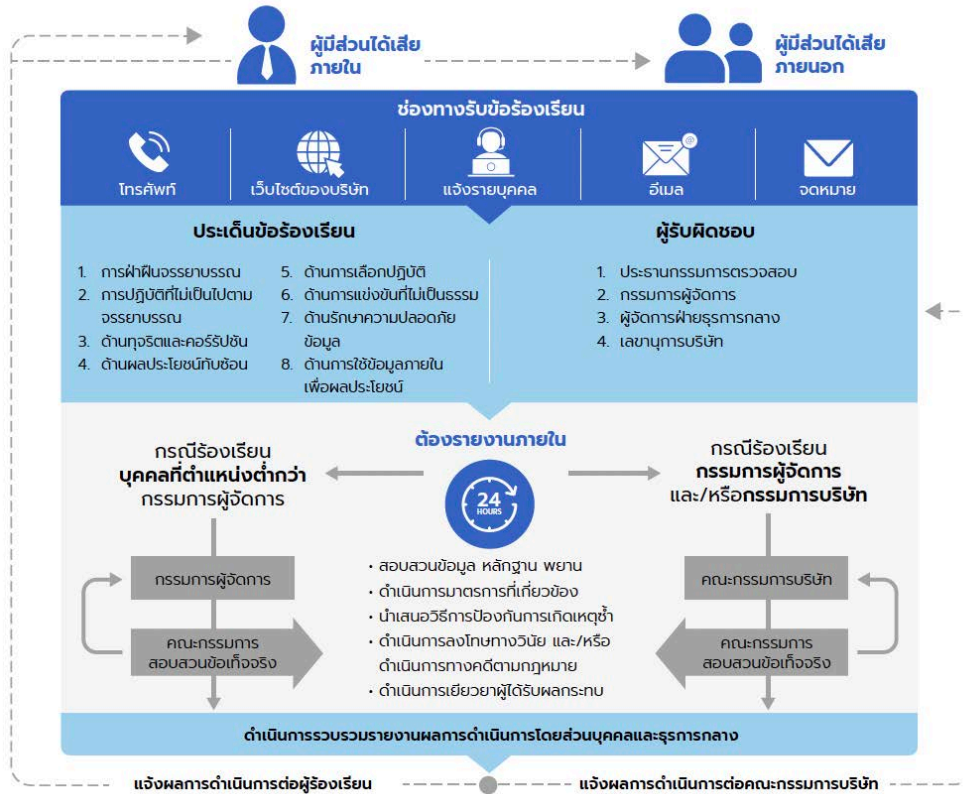 ผู้มีส่วนได้เสีย
ภายใน
ผู้มีส่วนได้เสีย
ภายนอก
ช่องทางรับข้อร้องเรียน
โทรศัพท์
เว็บไซต์ของบริษัท
แจ้งรายบุคคล
อีเมล
จดหมาย
ประเด็นข้อร้องเรียน
1. การฝ่าฝืนจรรยาบรรณ
2. การปฏิบัติที่ไม่เป็นไปตาม
จรรยาบรรณ
3. ด้านทุจริตและคอร์รัปชัน
4. ด้านผลประโยชน์ทับซ้อน
5. ด้านการเลือกปฏิบัติ
6. ด้านการแข่งขันที่ไม่เป็นธรรม
7. ด้านรักษาความปลอดภัย
ข้อมูล
8. ด้านการใช้ข้อมูลภายใน
เพื่อผลประโยชน์
ผู้รับผิดชอบ
1. ประธานกรรมการตรวจสอบ
2. กรรมการผู้จัดการ
3. ผู้จัดการฝ่ายธุรการกลาง
4. เลขานุการบริษัท
ต้องรายงานภายใน
24
HOURS
กรณีร้องเรียน
บุคคลที่ตำแหน่งต่ำกว่า
กรรมการผู้จัดการ
กรรมการผู้จัดการ
คณะกรรมการ
สอบสวนข้อเท็จจริง
• สอบสวนข้อมูล หลักฐาน พยาน
• ดำเนินการมาตรการที่เกี่ยวข้อง
• นำเสนอวิธีการป้องกันการเกิดเหตุซ้ำ
• ดำเนินการลงโทษทางวินัย และ/หรือ
ดำเนินการทางคดีตามกฎหมาย
• ดำเนินการเยียวยาผู้ได้รับผลกระทบ
กรณีร้องเรียน
กรรมการผู้จัดการ
และ/หรือกรรมการบริษัท
คณะกรรมการบริษัท
คณะกรรมการ
สอบสวนข้อเท็จจริง
ดำเนินการรวบรวมรายงานผลการดำเนินการโดยส่วนบุคคลและธุรการกลาง
แจ้งผลการดำเนินการต่อผู้ร้องเรียน
แจ้งผลการดำเนินการต่อคณะกรรมการบริษัท